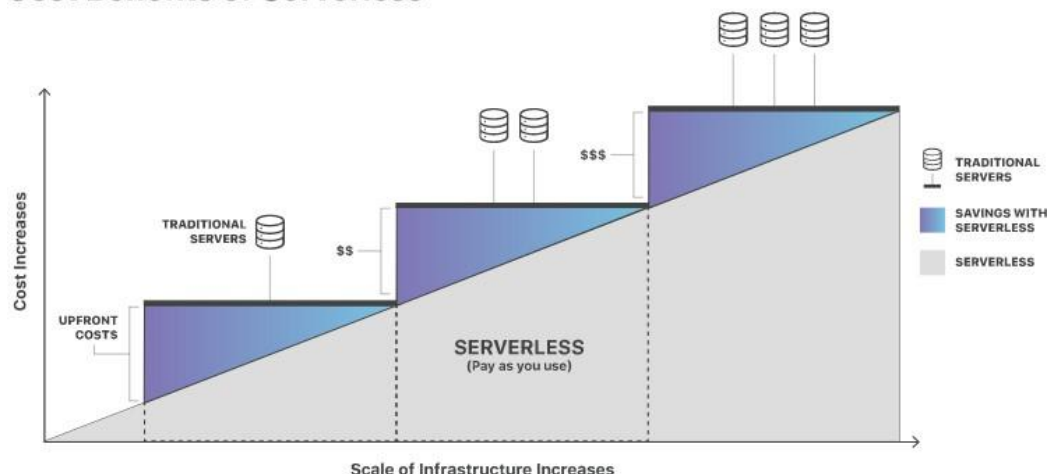 TRADITIONAL
SERVERS
UPFRONT
COSTS
$$
$$$
SERVERLESS
(Pay as you use)
Cost Increases
Scale of Infrastructure Increases
TRADITIONAL
SERVERS
SAVINGS WITH
SERVERLESS
SERVERLESS